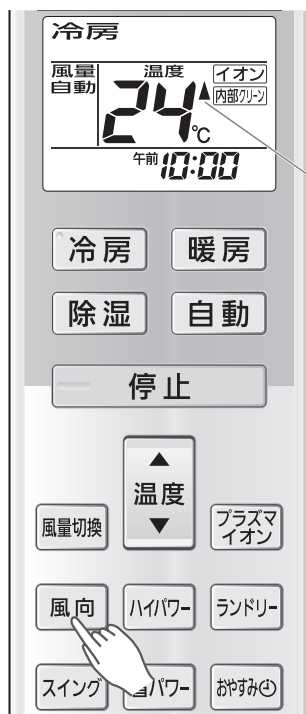 冷房
風量 温度 イオン
自動 24℃ 内部クリーン
午前 10:00
冷房 暖房
除湿 自動
停止
温度
風量切換 プラズマ
イオン
風向 ハイパワー ランドリー
スイング パワー おやすみ